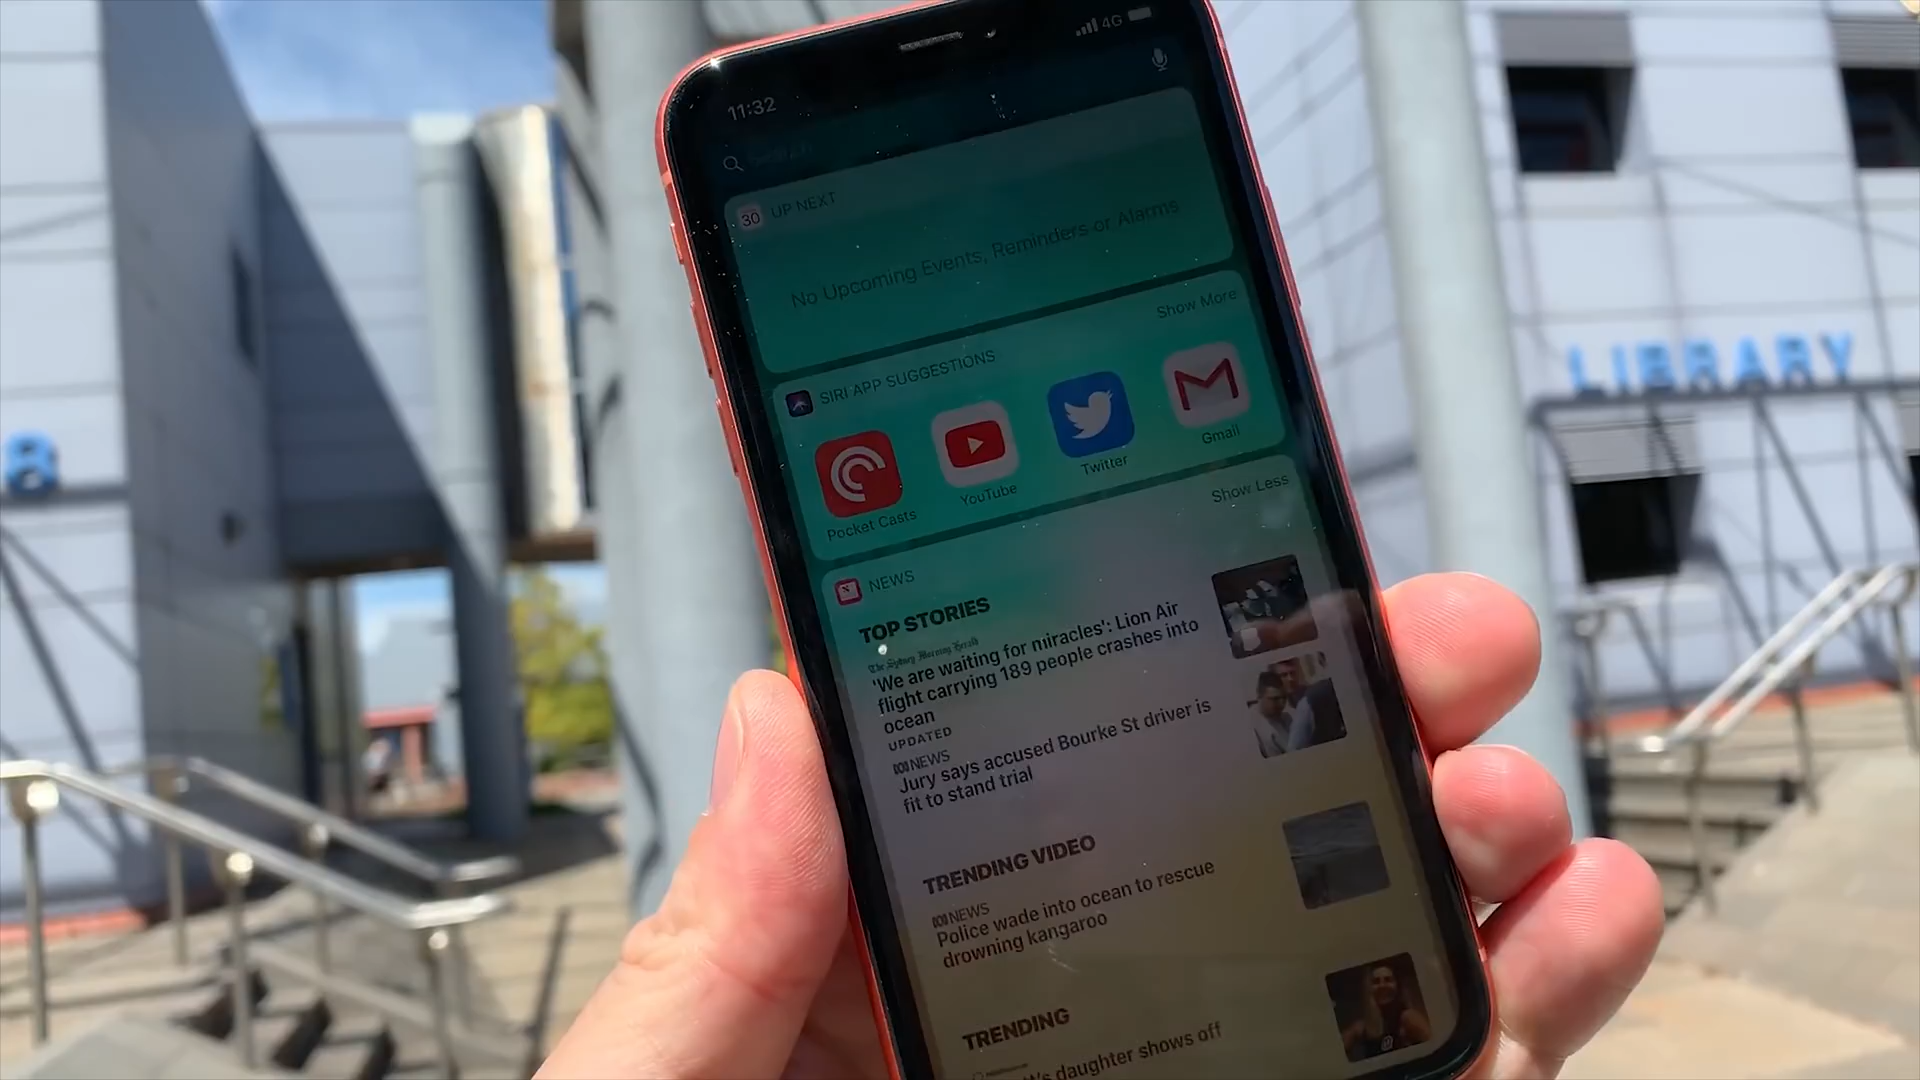 4G
11:32
Search
30 UP NEXT
No Upcoming Events, Reminders or Alarms
SIRI APP SUGGESTIONS
Show More
Pocket Casts
YouTube
Twitter
Gmail
NEWS
Show Less
TOP STORIES
The Sydney Morning Herald
'We are waiting for miracles': Lion Air
flight carrying 189 people crashes into
ocean
UPDATED
NEWS
Jury says accused Bourke St driver is
fit to stand trial
TRENDING VIDEO
NEWS
Police wade into ocean to rescue
drowning kangaroo
TRENDING
daughter shows off
8
LIBRARY